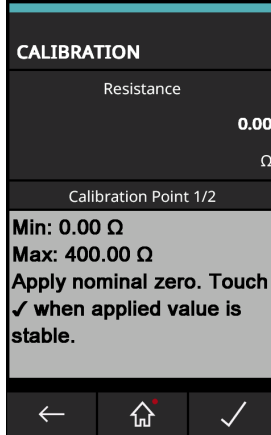 CALIBRATION
Resistance
0.00
Ω
Calibration Point 1/2
Min: 0.00 Ω
Max: 400.00 Ω
Apply nominal zero. Touch
✓ when applied value is
stable.